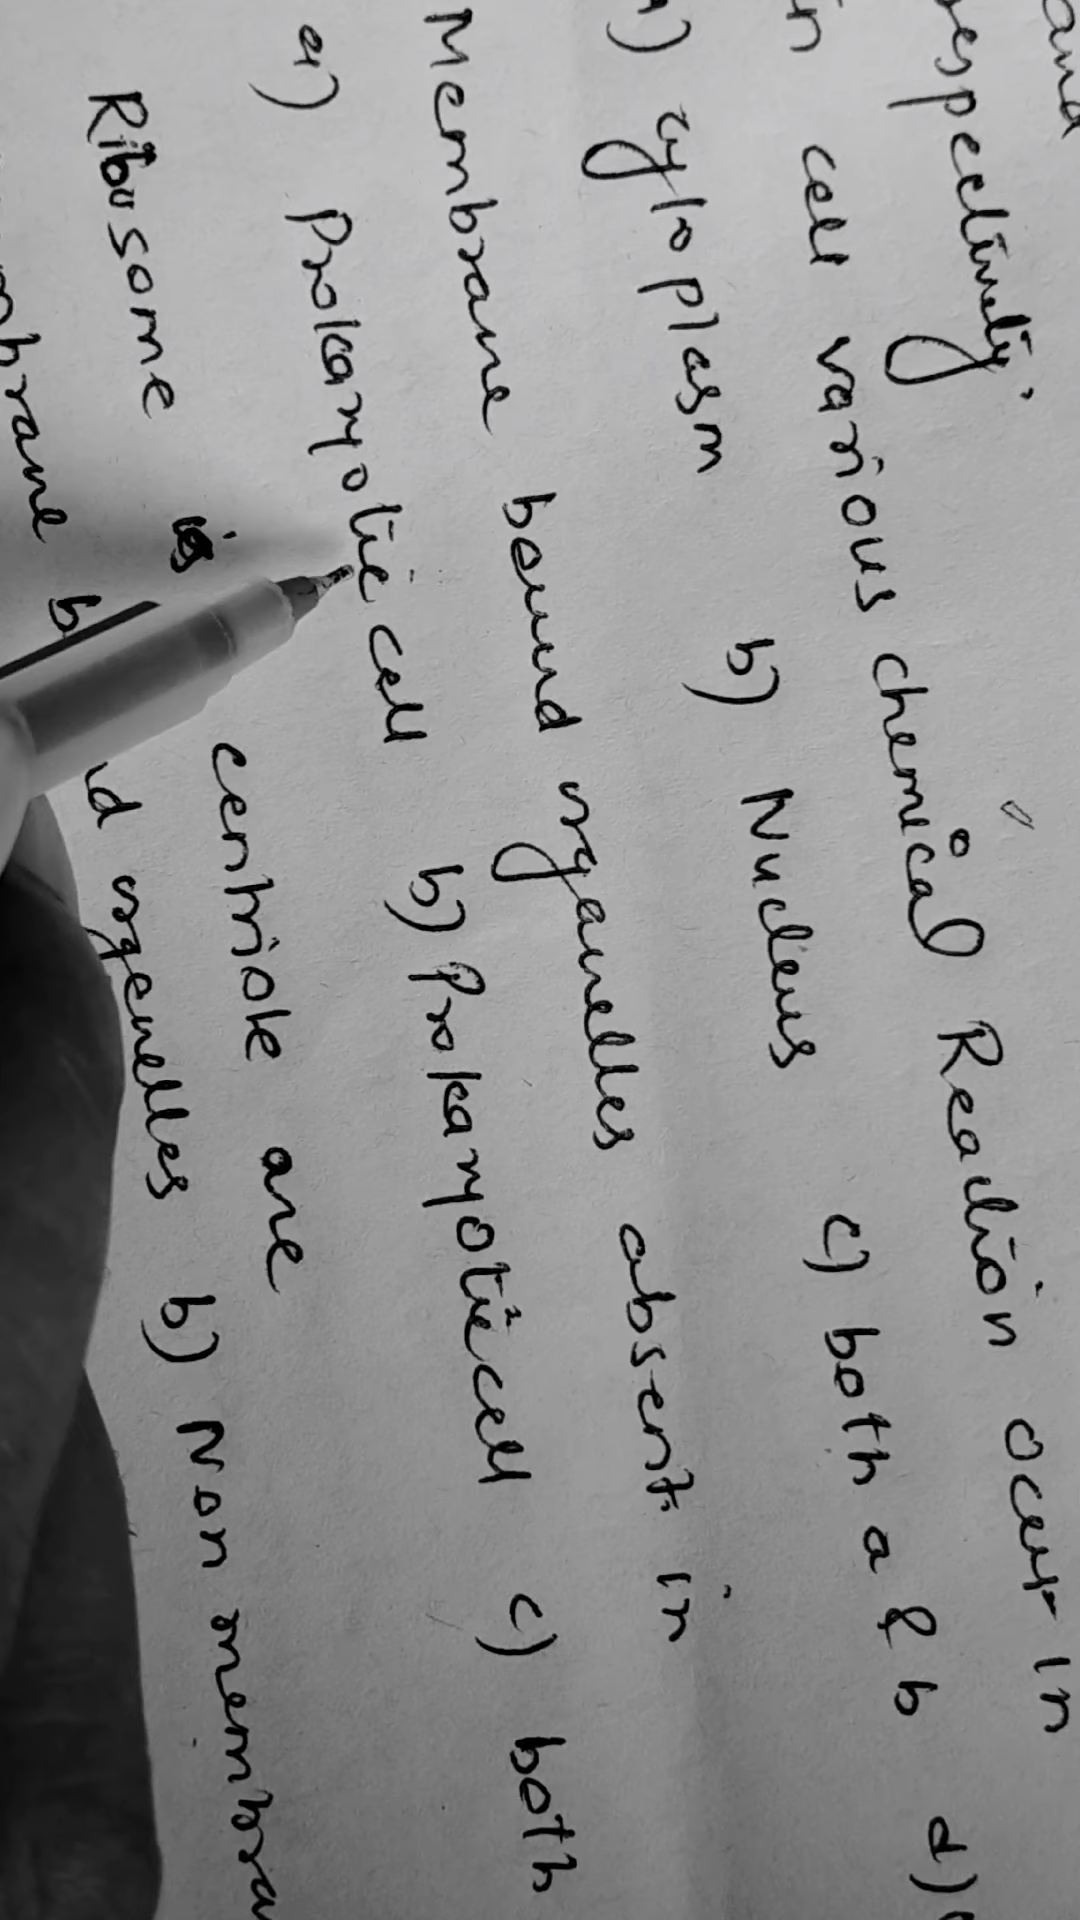 and
respectively.
in cell various chemical Reaction occur in
a) cytoplasm b) Nucleus c) both a & b d)
Membrane bound organelles absent in
a) Prokaryotic cell b) Prokaryotic cell c) both
Ribosome is centriole are
membrane b d organelles b) Non membra